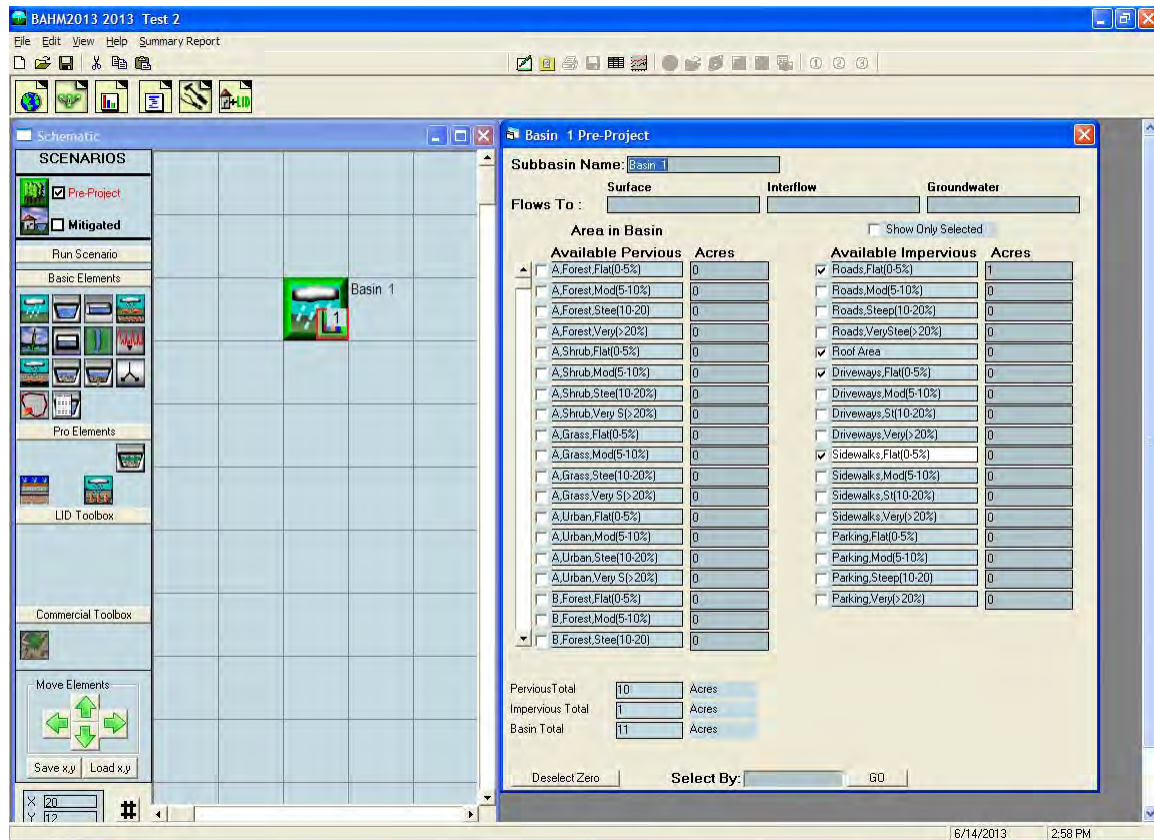 BAHM2013 2013 Test 2
File Edit View Help Summary Report
Schematic
SCENARIOS
Pre-Project
Mitigated
Run Scenario
Basic Elements
Pro Elements
LID Toolbox
Commercial Toolbox
Move Elements
Save x,y Load x,y
X 20
Y 12
#
Basin 1
1
Basin 1 Pre-Project
Subbasin Name: Basin 1
Surface Interflow Groundwater
Flows To :
Area in Basin Show Only Selected
Available Pervious Acres Available Impervious Acres
A,Forest,Flat(0-5%) 0 Roads,Flat(0-5%) 1
A,Forest,Mod(5-10%) 0 Roads,Mod(5-10%) 0
A,Forest,Stee(10-20) 0 Roads,Steep(10-20%) 0
A,Forest,Very(>20%) 0 Roads,VeryStee(>20%) 0
A,Shrub,Flat(0-5%) 0 Roof Area 0
A,Shrub,Mod(5-10%) 0 Driveways,Flat(0-5%) 0
A,Shrub,Stee(10-20%) 0 Driveways,Mod(5-10%) 0
A,Shrub,Very S(>20%) 0 Driveways,St(10-20%) 0
A,Grass,Flat(0-5%) 0 Driveways,Very(>20%) 0
A,Grass,Mod(5-10%) 0 Sidewalks,Flat(0-5%) 0
A,Grass,Stee(10-20%) 0 Sidewalks,Mod(5-10%) 0
A,Grass,Very S(>20%) 0 Sidewalks,St(10-20%) 0
A,Urban,Flat(0-5%) 0 Sidewalks,Very(>20%) 0
A,Urban,Mod(5-10%) 0 Parking,Flat(0-5%) 0
A,Urban,Stee(10-20%) 0 Parking,Mod(5-10%) 0
A,Urban,Very S(>20%) 0 Parking,Steep(10-20) 0
B,Forest,Flat(0-5%) 0 Parking,Very(>20%) 0
B,Forest,Mod(5-10%) 0
B,Forest,Stee(10-20) 0
PerviousTotal 10 Acres
Impervious Total 1 Acres
Basin Total 11 Acres
Deselect Zero Select By: GO
6/14/2013 2:58 PM